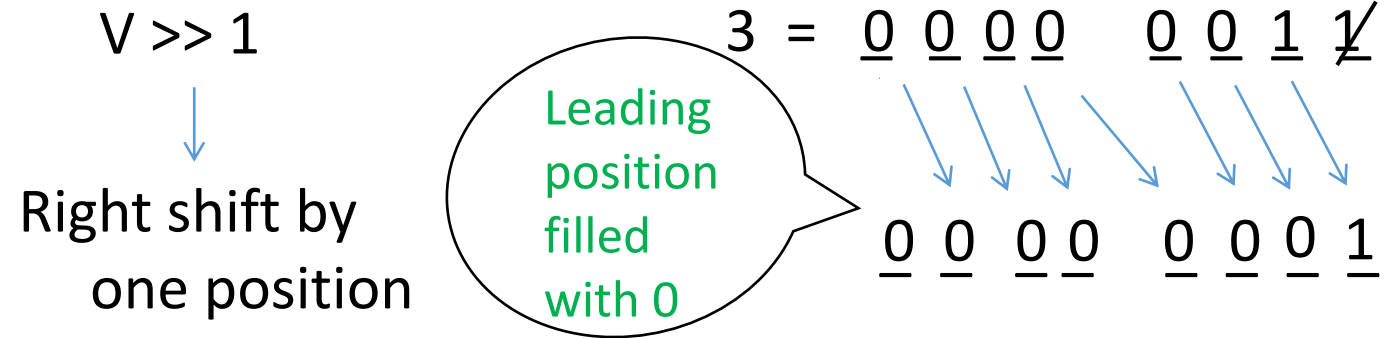 V >> 1
Right shift by
one position
Leading
position
filled
with 0
3 = 0 0 0 0 0 0 1 1
0 0 0 0 0 0 0 1